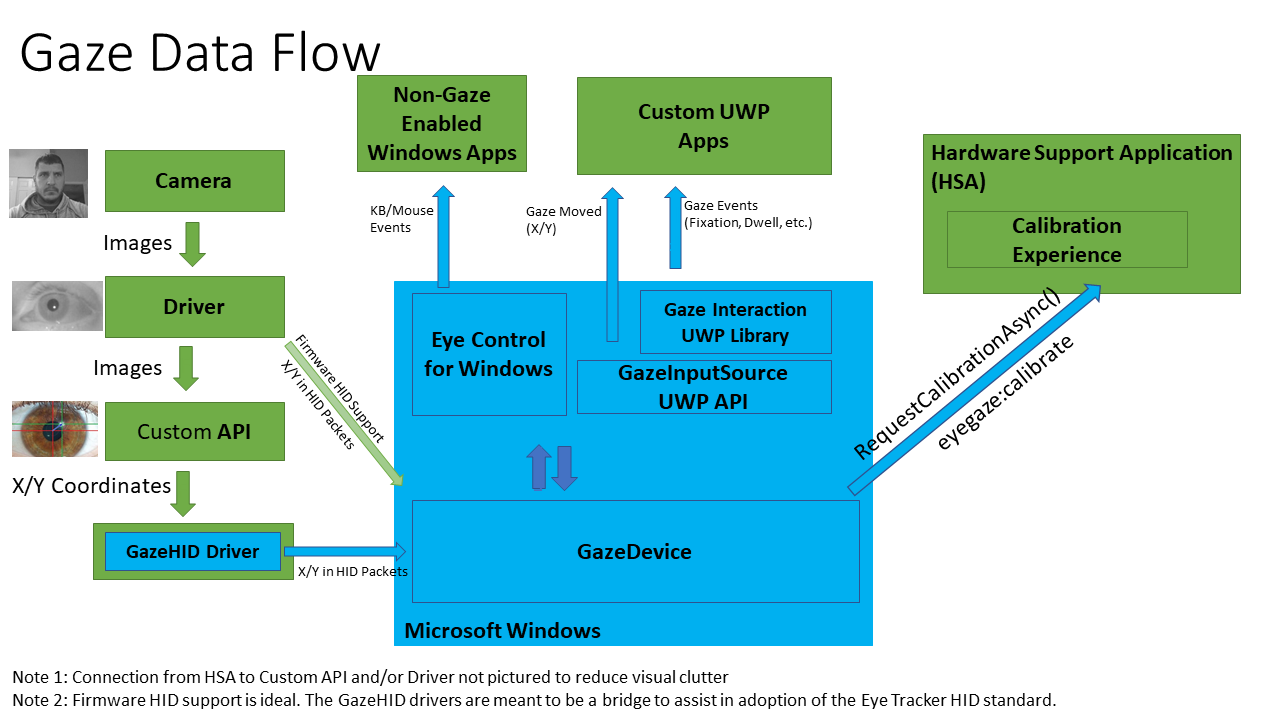 Gaze Data Flow
Non-Gaze
Enabled
Windows Apps
Custom UWP
Apps
Hardware Support Application
(HSA)
Calibration
Experience
Camera
Images
Driver
Images
Custom API
X/Y Coordinates
GazeHID Driver
X/Y in HID Packets
Firmware HID Support
X/Y in HID Packets
KB/Mouse
Events
Gaze Moved
(X/Y)
Gaze Events
(Fixation, Dwell, etc.)
Eye Control
for Windows
Gaze Interaction
UWP Library
GazeInputSource
UWP API
GazeDevice
Microsoft Windows
RequestCalibrationAsync()
eyegaze:calibrate
Note 1: Connection from HSA to Custom API and/or Driver not pictured to reduce visual clutter
Note 2: Firmware HID support is ideal. The GazeHID drivers are meant to be a bridge to assist in adoption of the Eye Tracker HID standard.